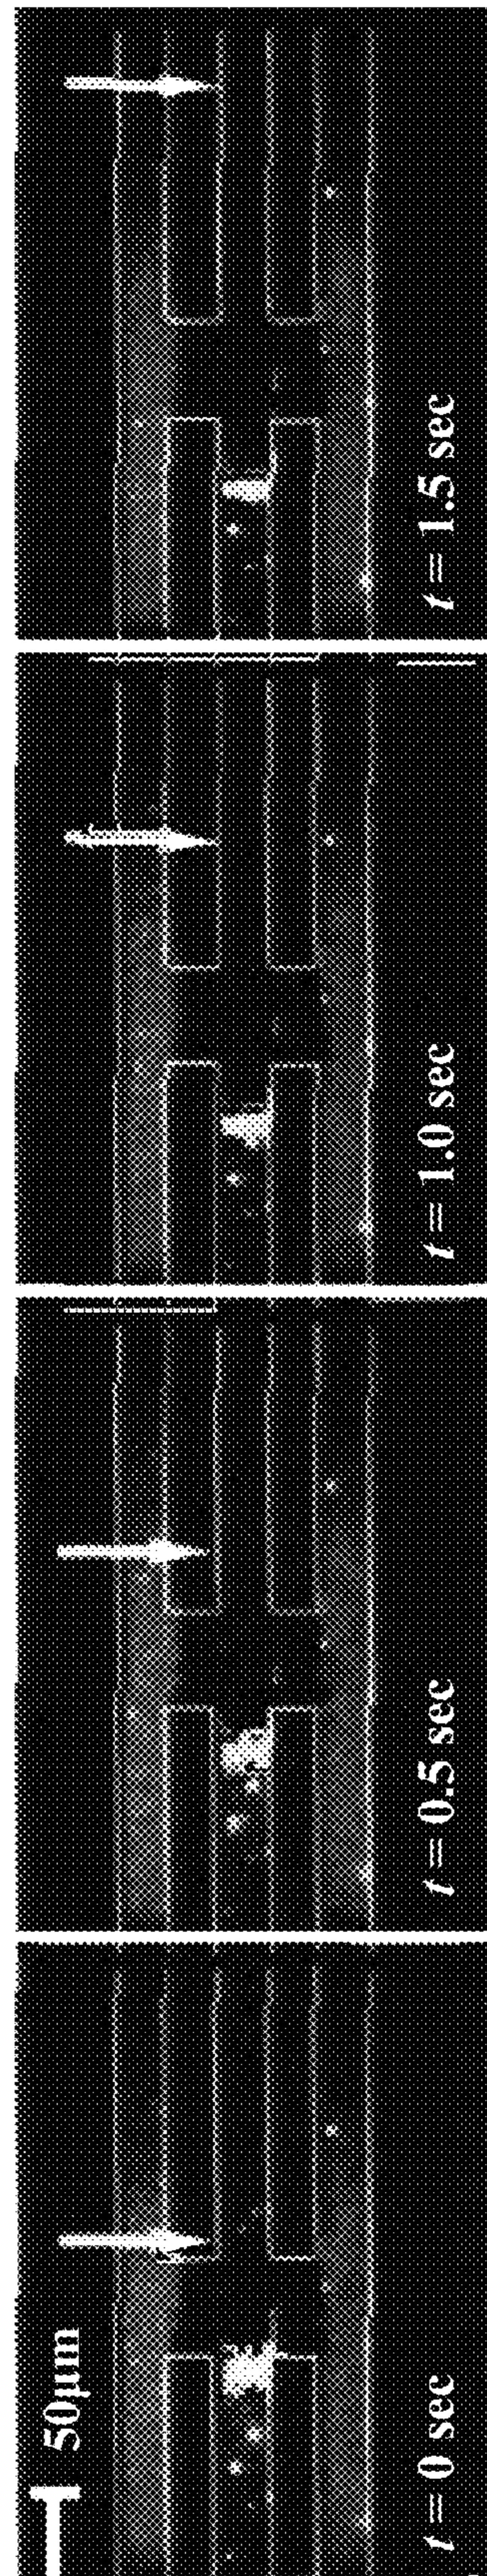 50μm
t = 0 sec
t = 0.5 sec
t = 1.0 sec
t = 1.5 sec